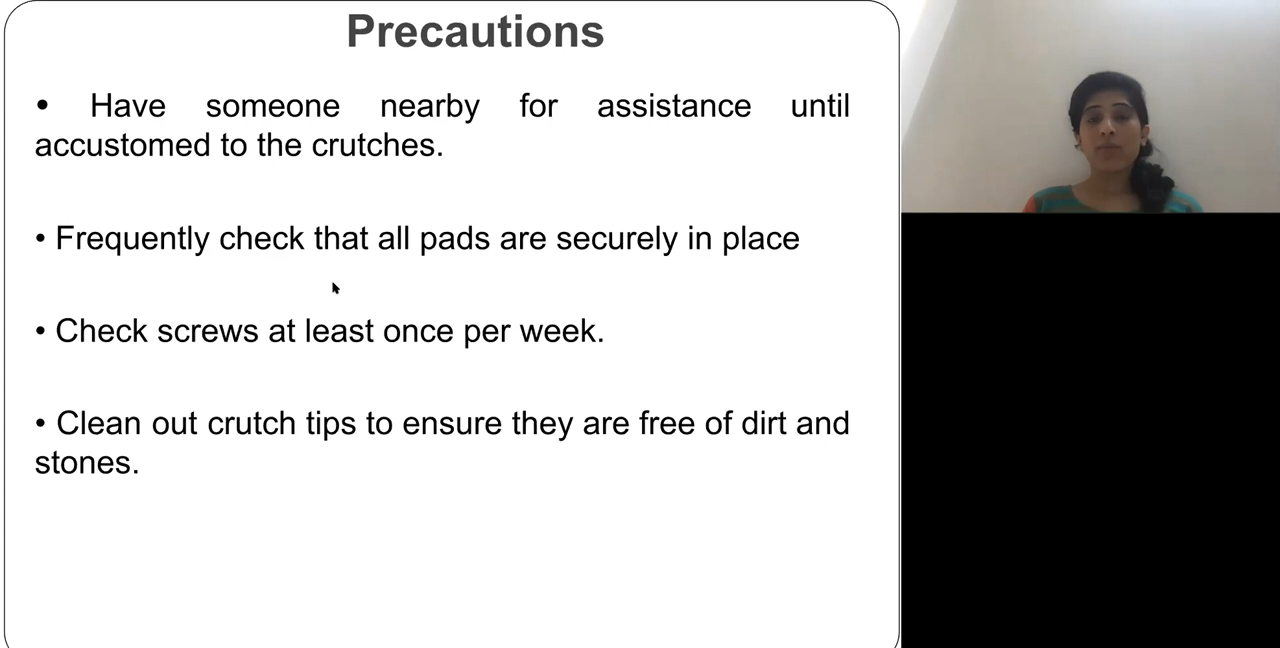 Precautions
• Have someone nearby for assistance until
accustomed to the crutches.
• Frequently check that all pads are securely in place
• Check screws at least once per week.
• Clean out crutch tips to ensure they are free of dirt and
stones.